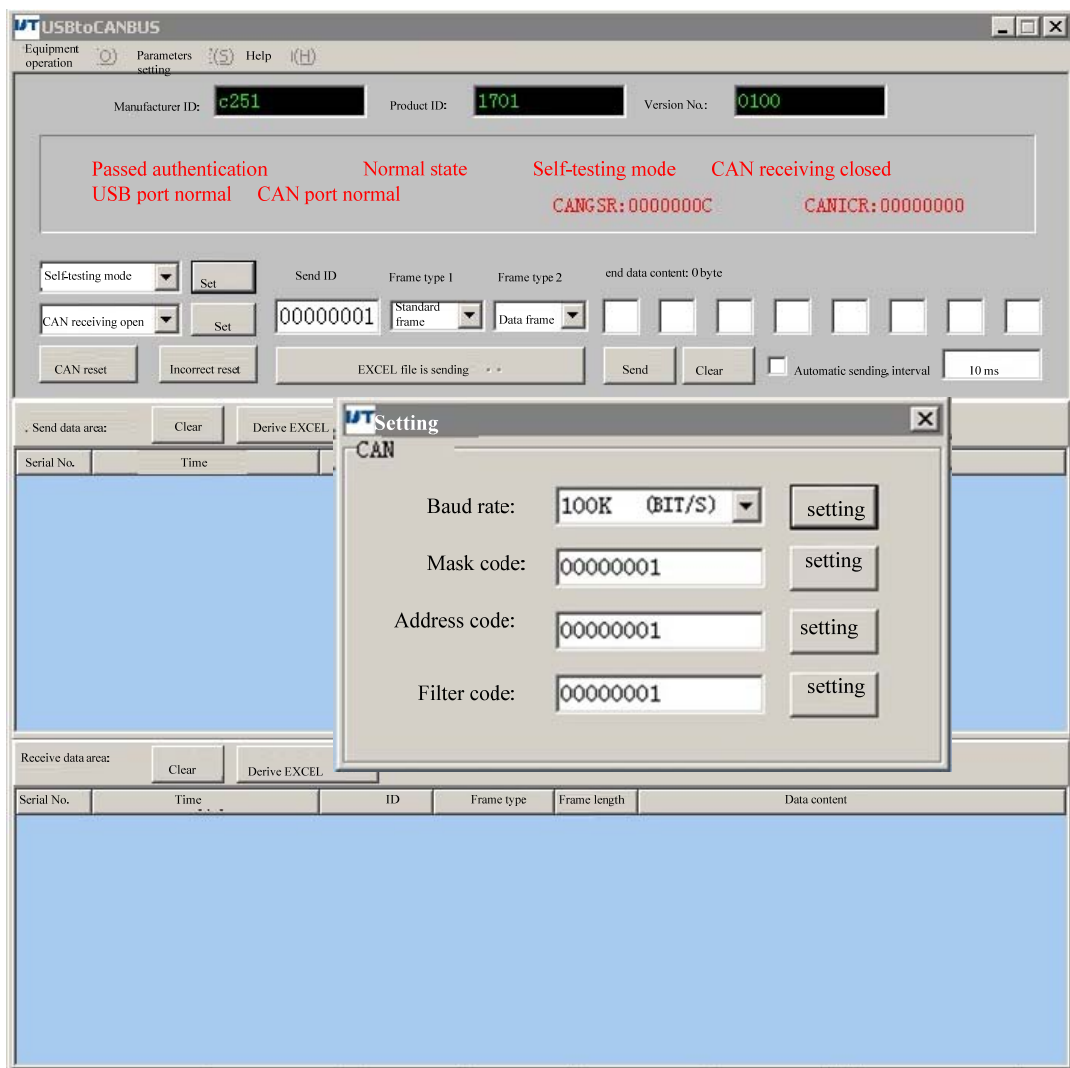 USBtoCANBUS
Equipment operation (O) Parameters setting (S) Help (H)
Manufacturer ID: c251 Product ID: 1701 Version No.: 0100
Passed authentication Normal state Self-testing mode CAN receiving closed
USB port normal CAN port normal CANGSR:0000000C CANICR:00000000
Self-testing mode Set Send ID Frame type 1 Frame type 2 end data content: 0 byte
CAN receiving open Set 00000001 Standard frame Data frame
CAN reset Incorrect reset EXCEL file is sending Send Clear Automatic sending, interval 10 ms
. Send data area: Clear Derive EXCEL
Serial No. Time
Setting
CAN
Baud rate: 100K (BIT/S) setting
Mask code: 00000001 setting
Address code: 00000001 setting
Filter code: 00000001 setting
Receive data area: Clear Derive EXCEL
Serial No. Time ID Frame type Frame length Data content